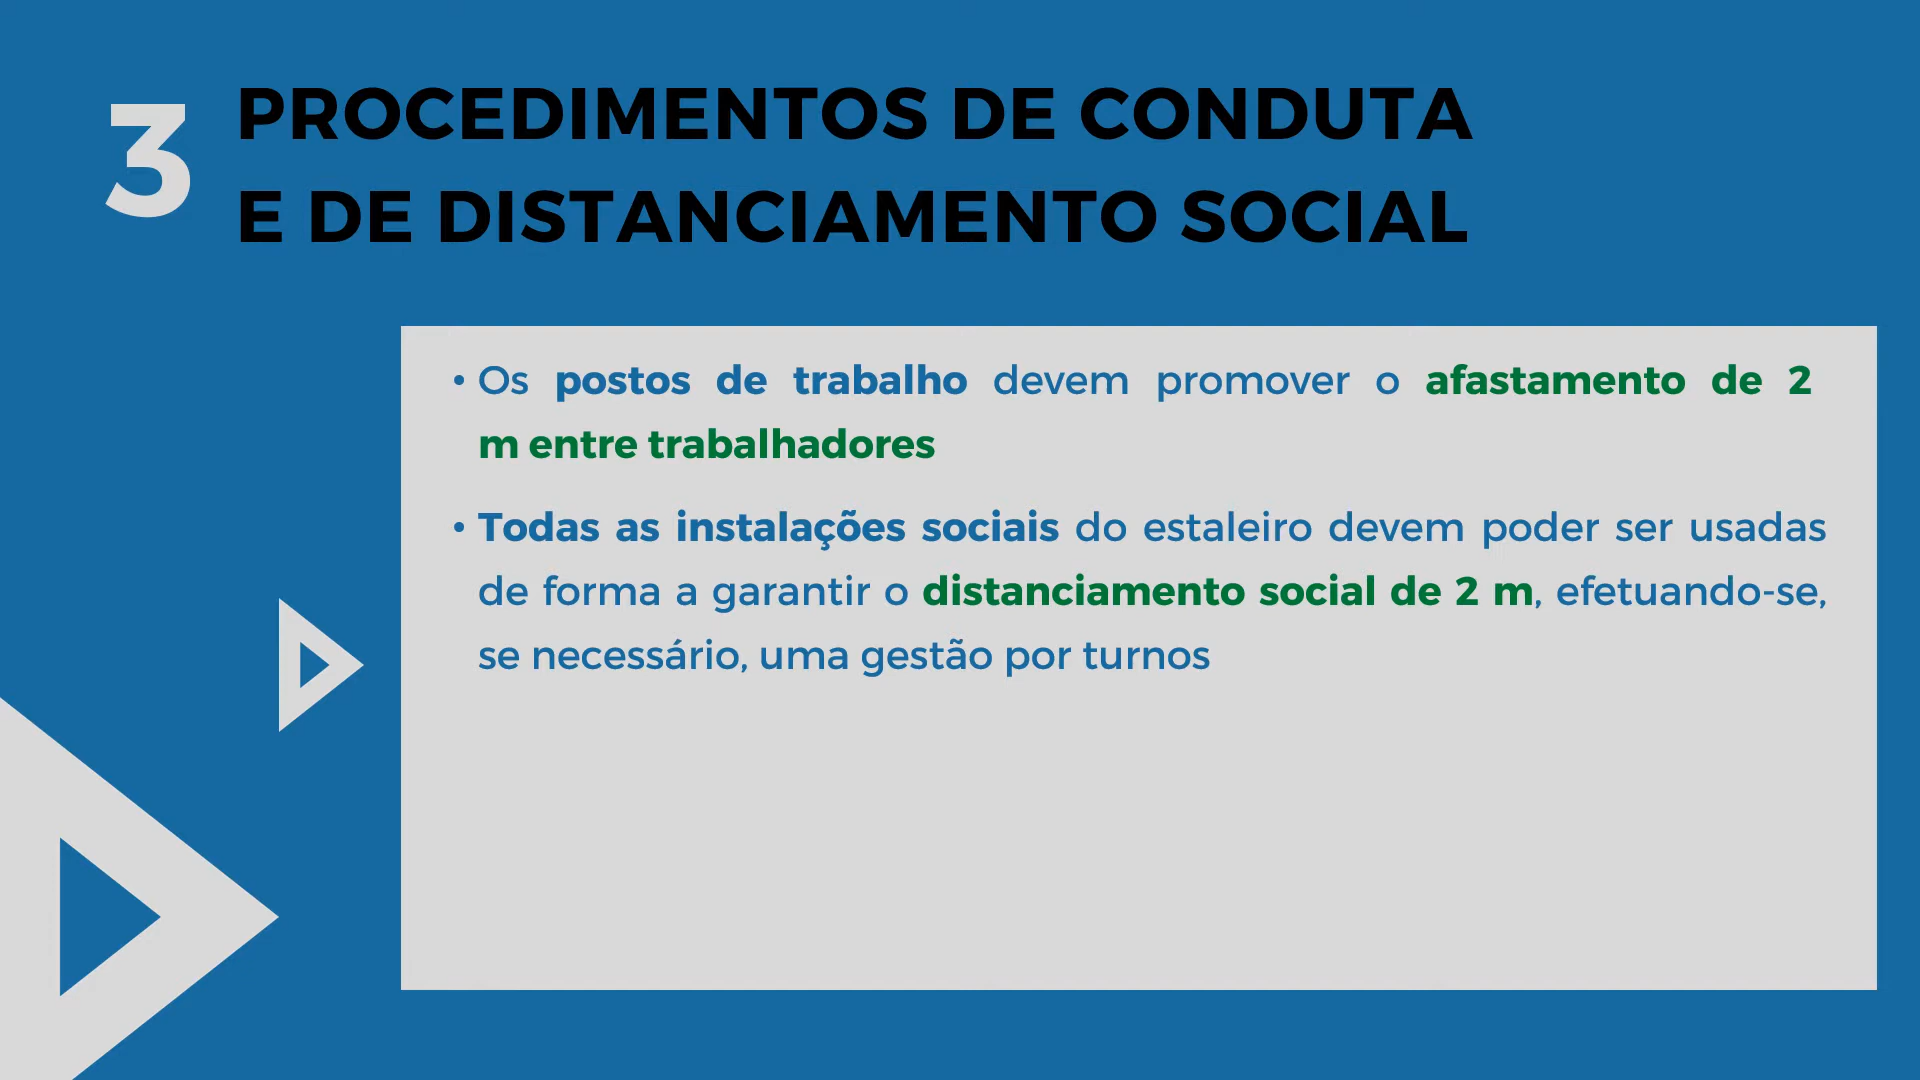 3
PROCEDIMENTOS DE CONDUTA
E DE DISTANCIAMENTO SOCIAL
• Os postos de trabalho devem promover o afastamento de 2
m entre trabalhadores
• Todas as instalações sociais do estaleiro devem poder ser usadas
de forma a garantir o distanciamento social de 2 m, efetuando-se,
se necessário, uma gestão por turnos